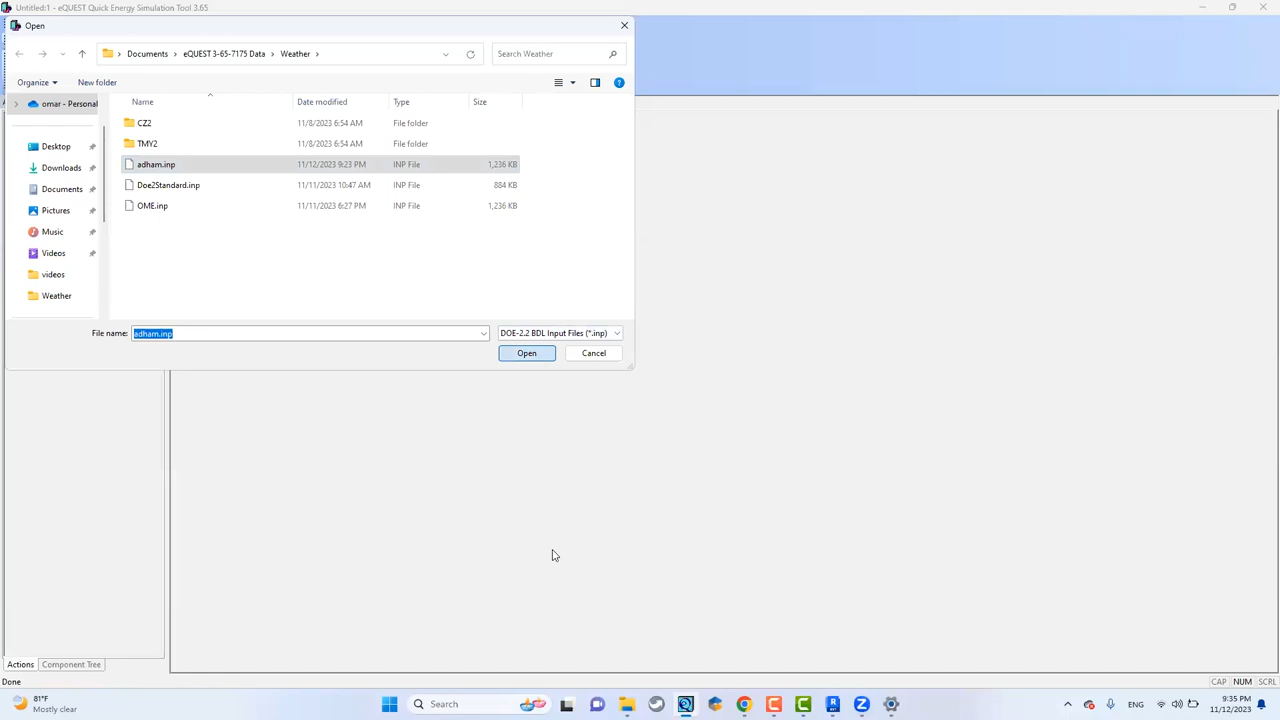 Untitled:1 - eQUEST Quick Energy Simulation Tool 3.65
Open
Documents
eQUEST 3-65-7175 Data
Weather
Search Weather
Organize
New folder
Name
Date modified
Type
Size
omar - Personal
CZ2
11/8/2023 6:54 AM
File folder
TMY2
11/8/2023 6:54 AM
File folder
Desktop
adham.inp
11/12/2023 9:23 PM
INP File
1,236 KB
Downloads
Doe2Standard.inp
11/11/2023 10:47 AM
INP File
884 KB
Documents
OME.inp
11/11/2023 6:27 PM
INP File
1,236 KB
Pictures
Music
Videos
videos
Weather
File name:
adham.inp
DOE-2.2 BDL Input Files (*.inp)
Open
Cancel
Actions
Component Tree
Done
CAP
NUM
SCRL
81°F
Mostly clear
Search
ENG
9:35 PM
11/12/2023